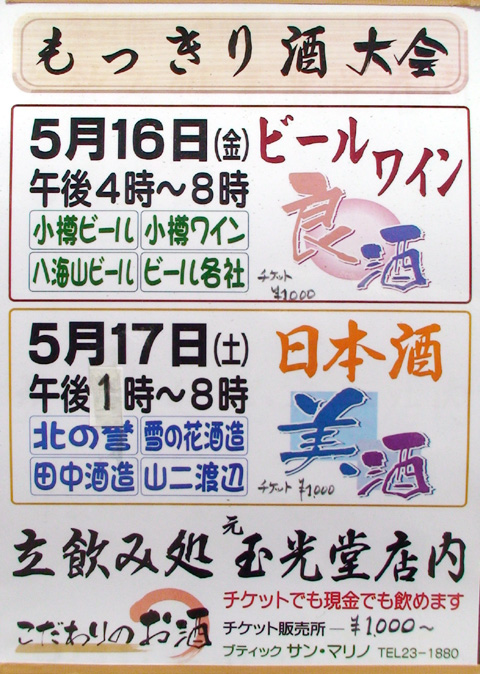 もっきり酒大会
5月16日(金)
午後4時～8時
小樽ビール 小樽ワイン
八海山ビール ビール各社
ビール
ワイン
良酒
チケット
¥1,000
5月17日(土)
午後1時～8時
北の誉 雪の花酒造
田中酒造 山二渡辺
日本酒
美酒
チケット ¥1,000
立飲み処 元玉光堂店内
こだわりのお酒
チケットでも現金でも飲めます
チケット販売所 — ¥1,000～
ブティック サン・マリノ TEL23-1880